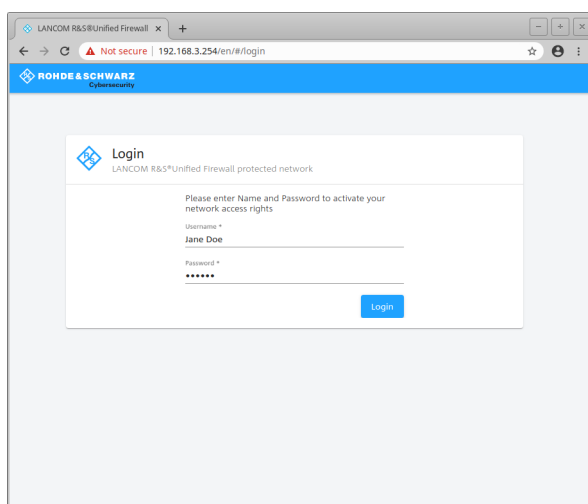 LANCOM R&S®Unified Firewall
Not secure | 192.168.3.254/en/#/login
ROHDE&SCHWARZ
Cybersecurity
R&S
Login
LANCOM R&S®Unified Firewall protected network
Please enter Name and Password to activate your
network access rights
Username *
Jane Doe
Password *
••••••
Login